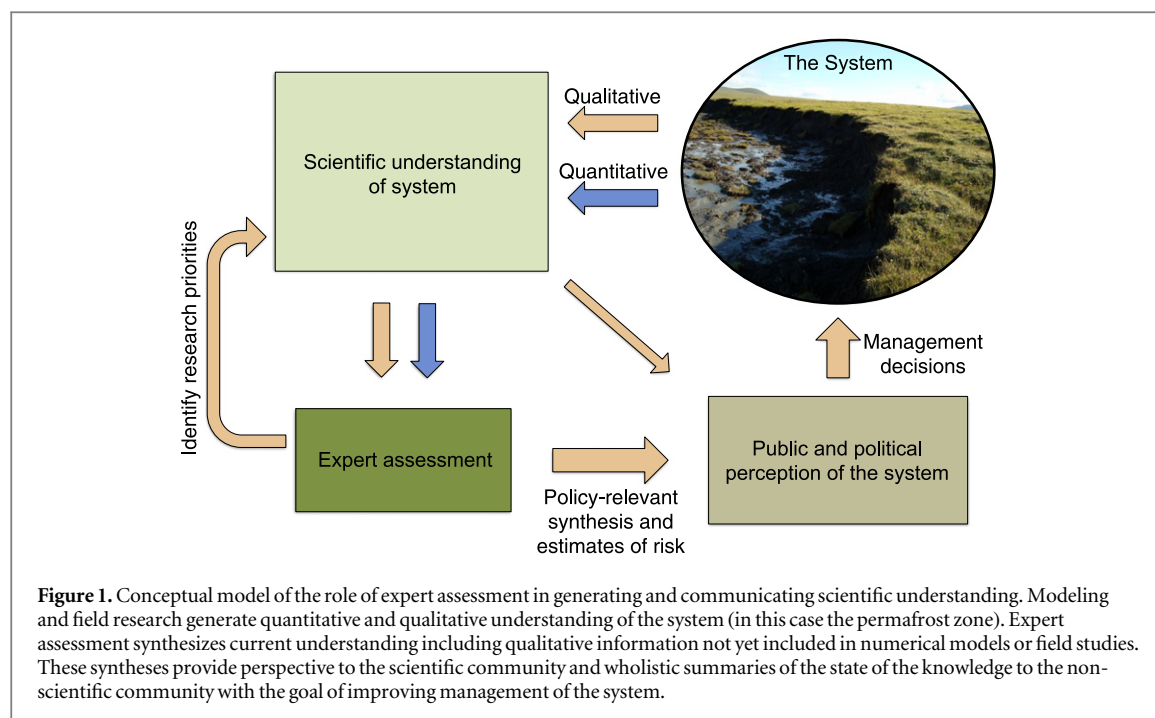 The System
Qualitative
Quantitative
Scientific understanding
of system
Identify research priorities
Management
decisions
Expert assessment
Public and political
perception of the system
Policy-relevant
synthesis and
estimates of risk
Figure 1. Conceptual model of the role of expert assessment in generating and communicating scientific understanding. Modeling
and field research generate quantitative and qualitative understanding of the system (in this case the permafrost zone). Expert
assessment synthesizes current understanding including qualitative information not yet included in numerical models or field studies.
These syntheses provide perspective to the scientific community and wholistic summaries of the state of the knowledge to the non-
scientific community with the goal of improving management of the system.